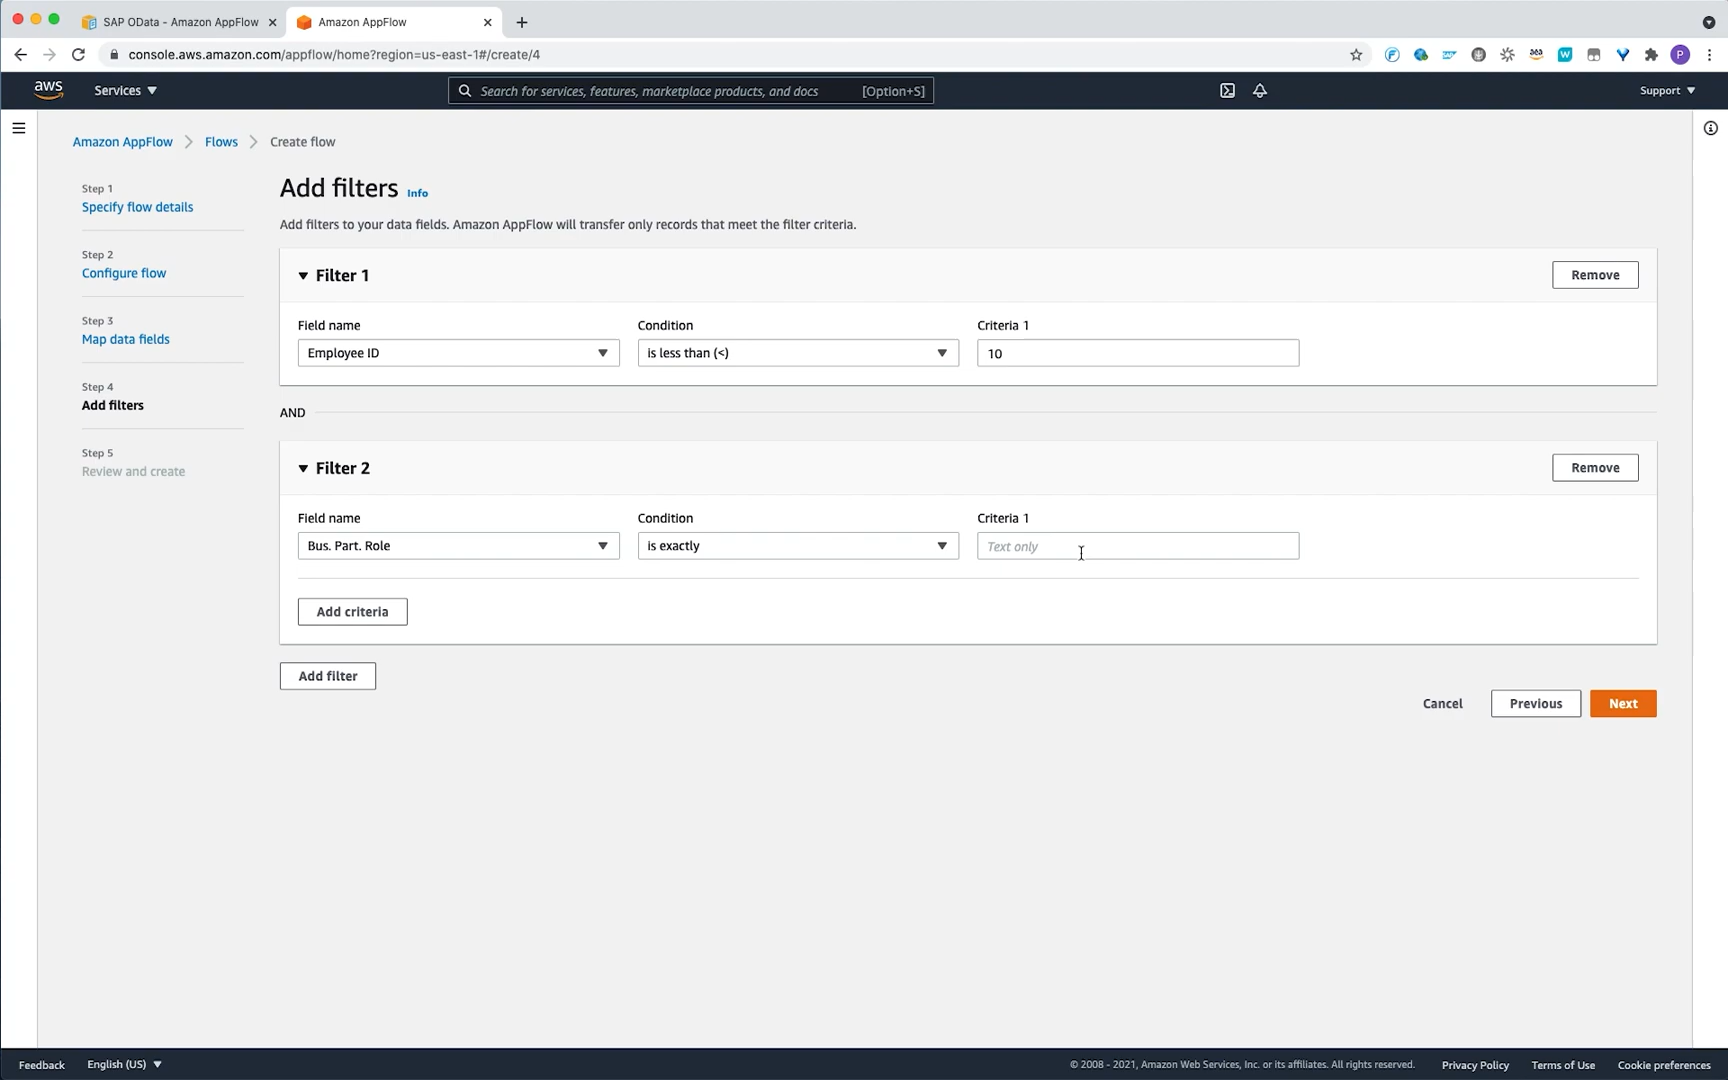 SAP OData - Amazon AppFlow
Amazon AppFlow
console.aws.amazon.com/appflow/home?region=us-east-1#/create/4
P
aws
Services
Search for services, features, marketplace products, and docs [Option+S]
Support
Amazon AppFlow
Flows
Create flow
Step 1
Specify flow details
Step 2
Configure flow
Step 3
Map data fields
Step 4
Add filters
Step 5
Review and create
Add filters Info
Add filters to your data fields. Amazon AppFlow will transfer only records that meet the filter criteria.
Filter 1
Remove
Field name
Condition
Criteria 1
Employee ID
is less than (<)
10
AND
Filter 2
Remove
Field name
Condition
Criteria 1
Bus. Part. Role
is exactly
Text only
Add criteria
Add filter
Cancel
Previous
Next
Feedback
English (US)
© 2008 - 2021, Amazon Web Services, Inc. or its affiliates. All rights reserved.
Privacy Policy
Terms of Use
Cookie preferences